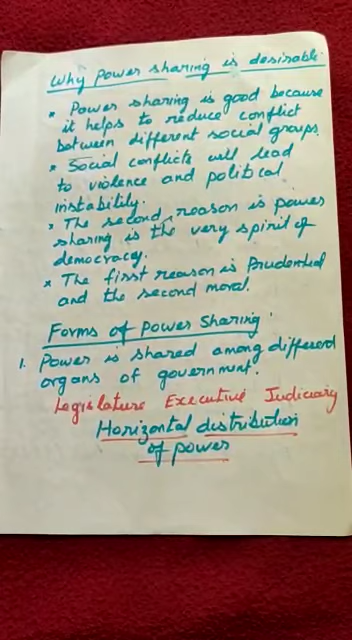 Why power sharing is desirable.
* Power sharing is good because
it helps to reduce conflict
between different social groups.
* Social conflicts will lead
to violence and political
instability.
* The second reason is power
sharing is the very spirit of
democracy.
* The first reason is Prudential
and the second moral.
Forms of Power Sharing
1. Power is shared among different
organs of government.
Legislature Executive Judiciary
Horizontal distribution
of power